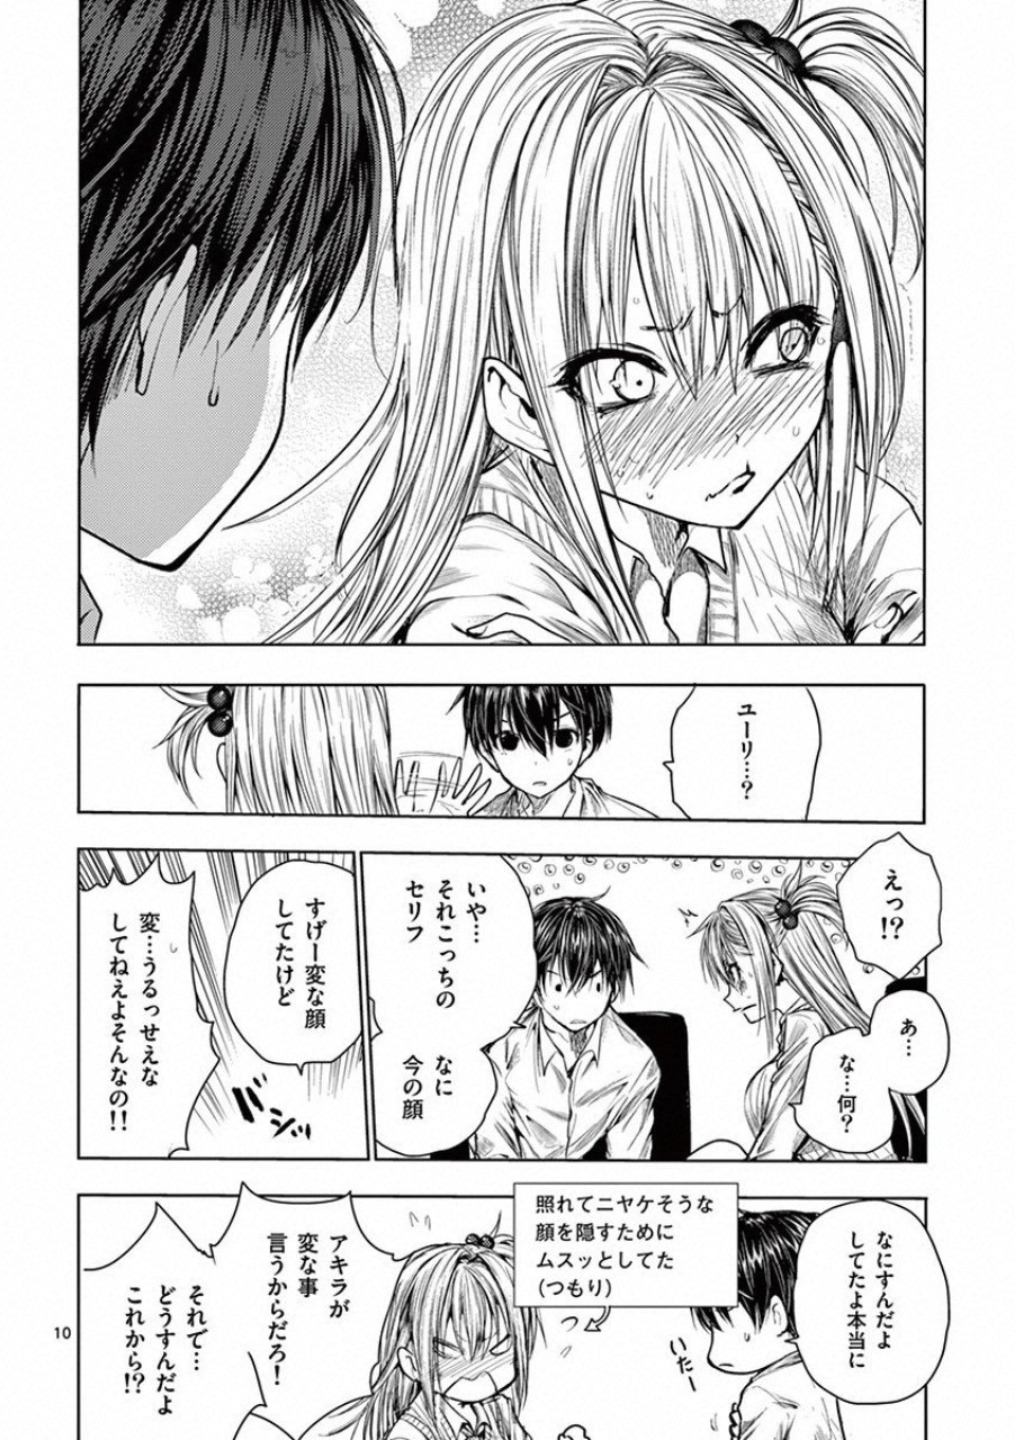 ユーリ…？
えっ!?
あ…
な…何？
いや…
それこっちの
セリフ
なに
今の顔
すげー変な顔
してたけど
変…うるっせえな
してねえよそんなの!!
なにすんだよ
してたよ本当に
いたー
照れてニヤケそうな
顔を隠すために
ムスッとしてた
(つもり)
アキラが
変な事
言うからだろ！
それで…
どうすんだよ
これから!?
10